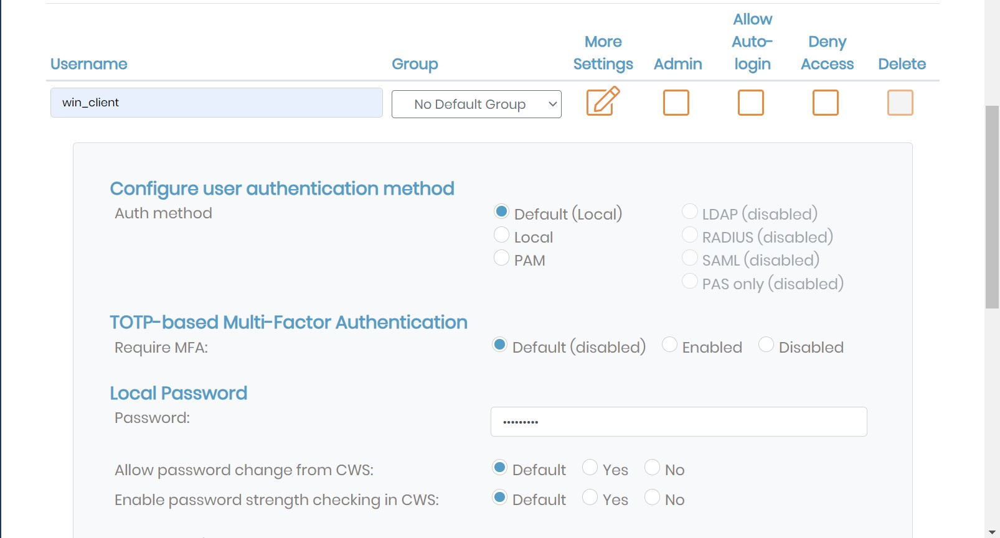 Username Group More Settings Admin Allow Auto-login Deny Access Delete
win_client No Default Group
Configure user authentication method
Auth method Default (Local) LDAP (disabled)
Local RADIUS (disabled)
PAM SAML (disabled)
PAS only (disabled)
TOTP-based Multi-Factor Authentication
Require MFA: Default (disabled) Enabled Disabled
Local Password
Password: •••••••••
Allow password change from CWS: Default Yes No
Enable password strength checking in CWS: Default Yes No